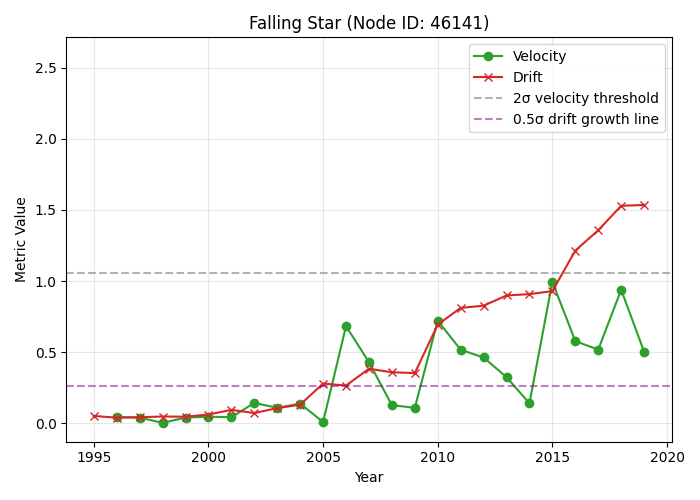 Falling Star (Node ID: 46141)
Velocity
Drift
2σ velocity threshold
0.5σ drift growth line
Metric Value
2.5
2.0
1.5
1.0
0.5
0.0
1995 2000 2005 2010 2015 2020
Year